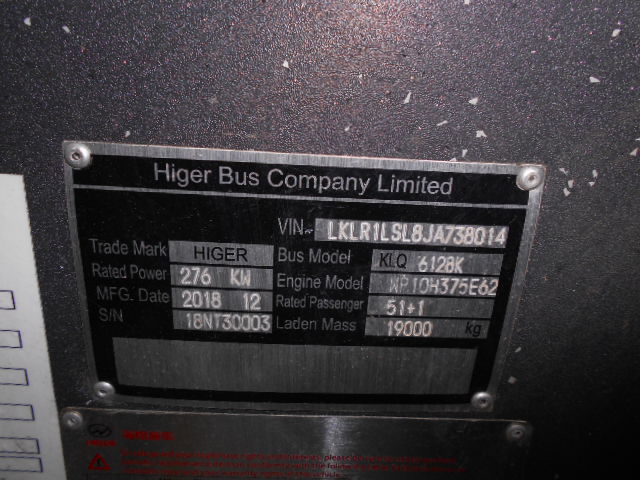 Higer Bus Company Limited
VIN LKLR1LSL8JA738014
Trade Mark HIGER Bus Model KLQ 6128K
Rated Power 276 KW Engine Model WP10H375E62
MFG. Date 2018 12 Rated Passenger 51+1
S/N 18NT30003 Laden Mass 19000 kg